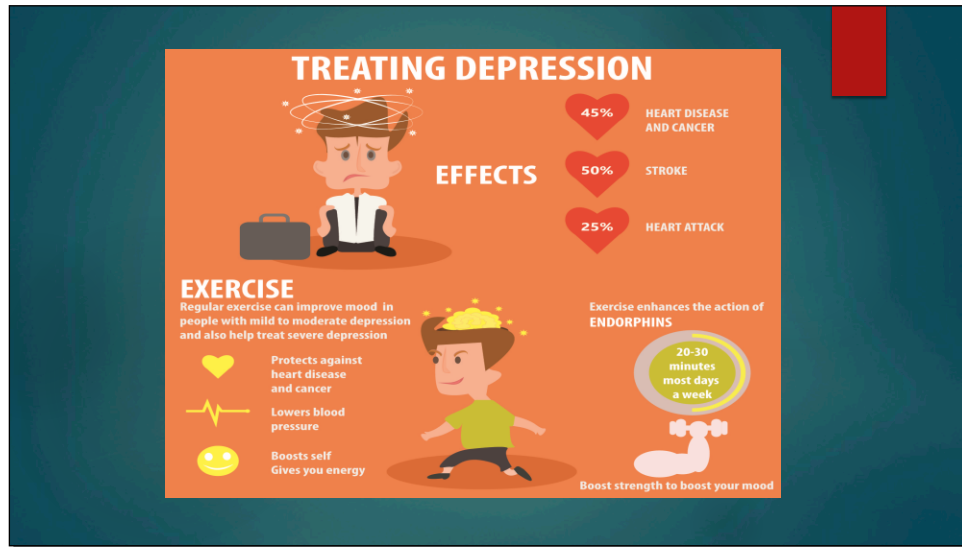 TREATING DEPRESSION
EFFECTS
45%
HEART DISEASE
AND CANCER
50%
STROKE
25%
HEART ATTACK
EXERCISE
Regular exercise can improve mood in
people with mild to moderate depression
and also help treat severe depression
Protects against
heart disease
and cancer
Lowers blood
pressure
Boosts self
Gives you energy
Exercise enhances the action of
ENDORPHINS
20-30
minutes
most days
a week
Boost strength to boost your mood